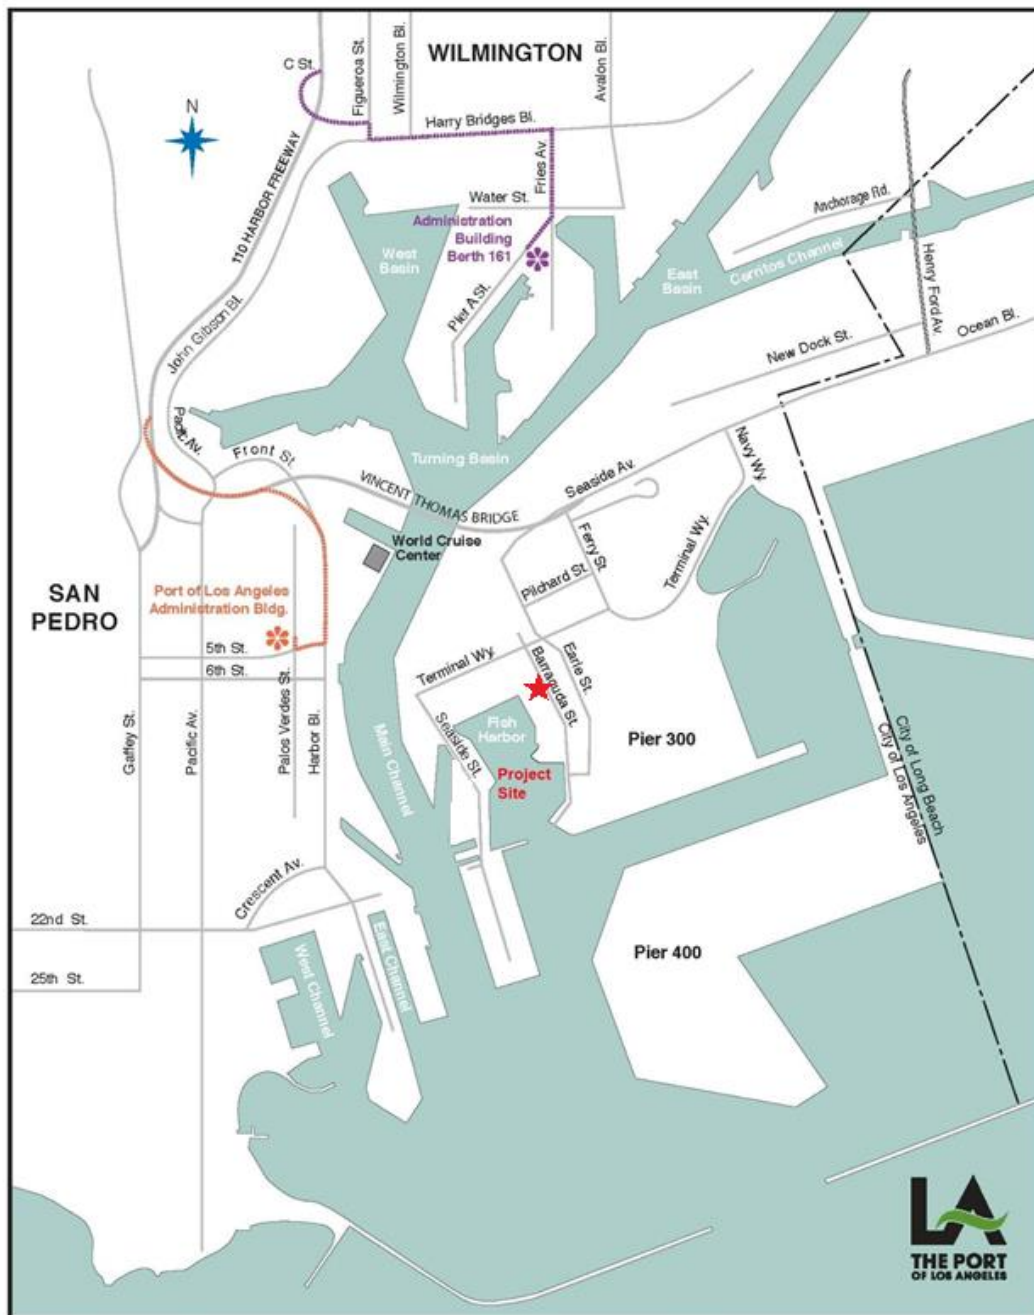 WILMINGTON
C St.
Figueroa St.
Wilmington Bl.
Avalon Bl.
N
Harry Bridges Bl.
Fries Av.
110 HARBOR FREEWAY
Water St.
Anchorage Rd.
Administration
Building
Berth 161
West
Basin
East
Basin
Cerritos Channel
Henry Ford Av.
Pier A St.
John Gibson Bl.
New Dock St.
Ocean Bl.
Pacific Av.
Front St.
Turning Basin
Navy Wy.
Seaside Av.
VINCENT THOMAS BRIDGE
World Cruise
Center
Ferry St.
Terminal Wy.
Pilchard St.
SAN
PEDRO
Port of Los Angeles
Administration Bldg.
5th St.
6th St.
Terminal Wy.
Barracuda St.
Earle St.
Gaffey St.
Pacific Av.
Palos Verdes St.
Harbor Bl.
Main Channel
Seaside St.
Fish
Harbor
Pier 300
Project
Site
City of Long Beach
City of Los Angeles
Crescent Av.
22nd St.
25th St.
West Channel
East Channel
Pier 400
LA
THE PORT
OF LOS ANGELES